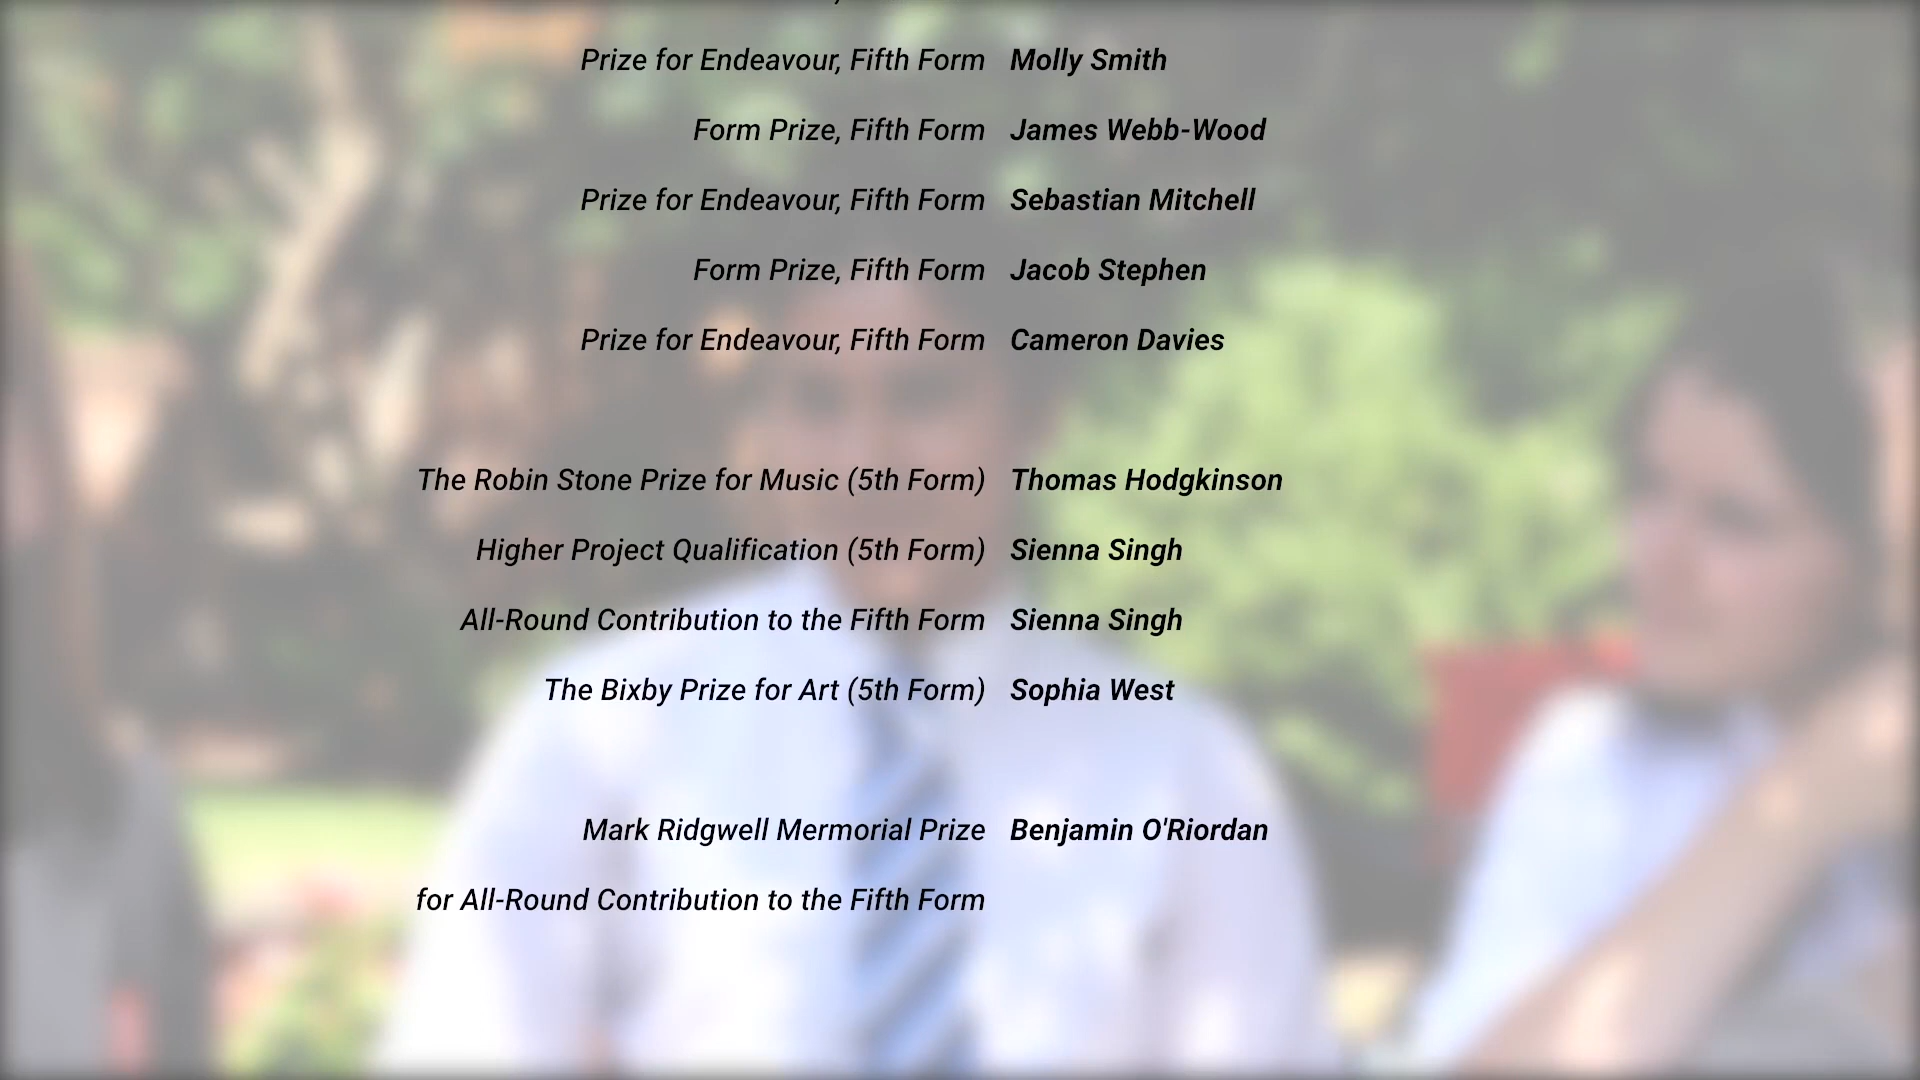 Prize for Endeavour, Fifth Form Molly Smith
Form Prize, Fifth Form James Webb-Wood
Prize for Endeavour, Fifth Form Sebastian Mitchell
Form Prize, Fifth Form Jacob Stephen
Prize for Endeavour, Fifth Form Cameron Davies
The Robin Stone Prize for Music (5th Form) Thomas Hodgkinson
Higher Project Qualification (5th Form) Sienna Singh
All-Round Contribution to the Fifth Form Sienna Singh
The Bixby Prize for Art (5th Form) Sophia West
Mark Ridgwell Mermorial Prize Benjamin O'Riordan
for All-Round Contribution to the Fifth Form